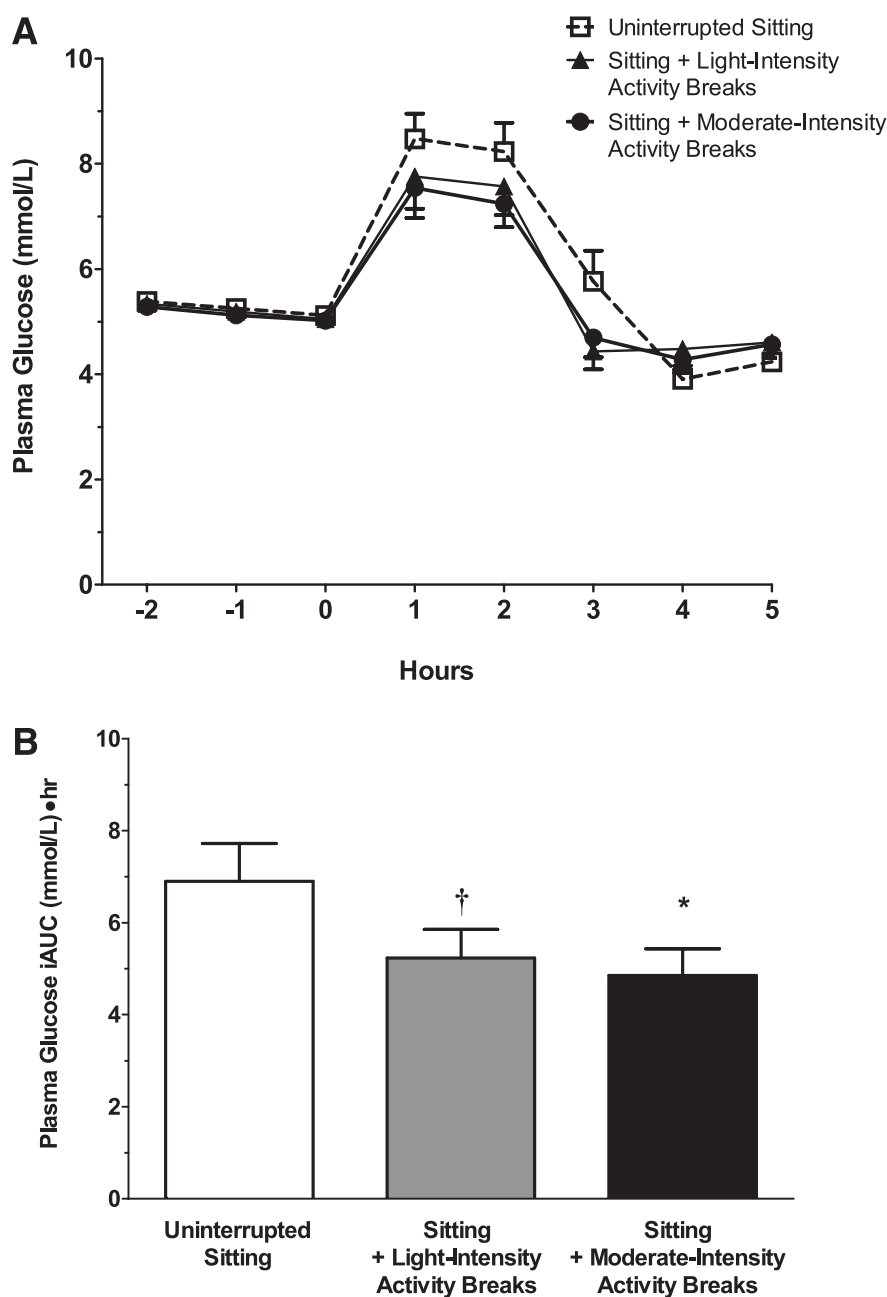 A
Uninterrupted Sitting
Sitting + Light-Intensity
Activity Breaks
Sitting + Moderate-Intensity
Activity Breaks
Plasma Glucose (mmol/L)
10
8
6
4
2
0
-2 -1 0 1 2 3 4 5
Hours
B
Plasma Glucose iAUC (mmol/L)•hr
10
8
6
4
2
0
† *
Uninterrupted
Sitting
Sitting
+ Light-Intensity
Activity Breaks
Sitting
+ Moderate-Intensity
Activity Breaks